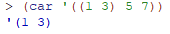 > (car '((1 3) 5 7))
'(1 3)